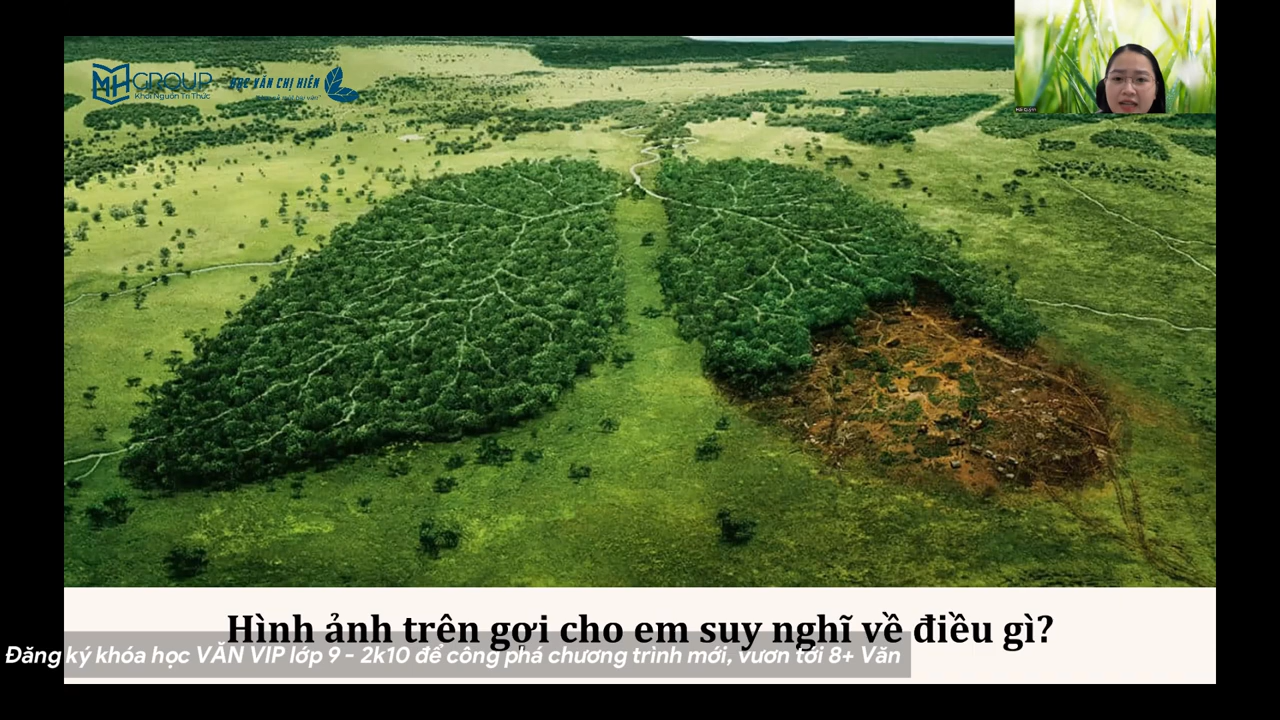 MH GROUP
Khơi Nguồn Tri Thức
HỌC VĂN CHỊ HIÊN
Hình ảnh trên gợi cho em suy nghĩ về điều gì?
Đăng ký khóa học VĂN VIP lớp 9 - 2k10 để công phá chương trình mới, vươn tới 8+ Văn